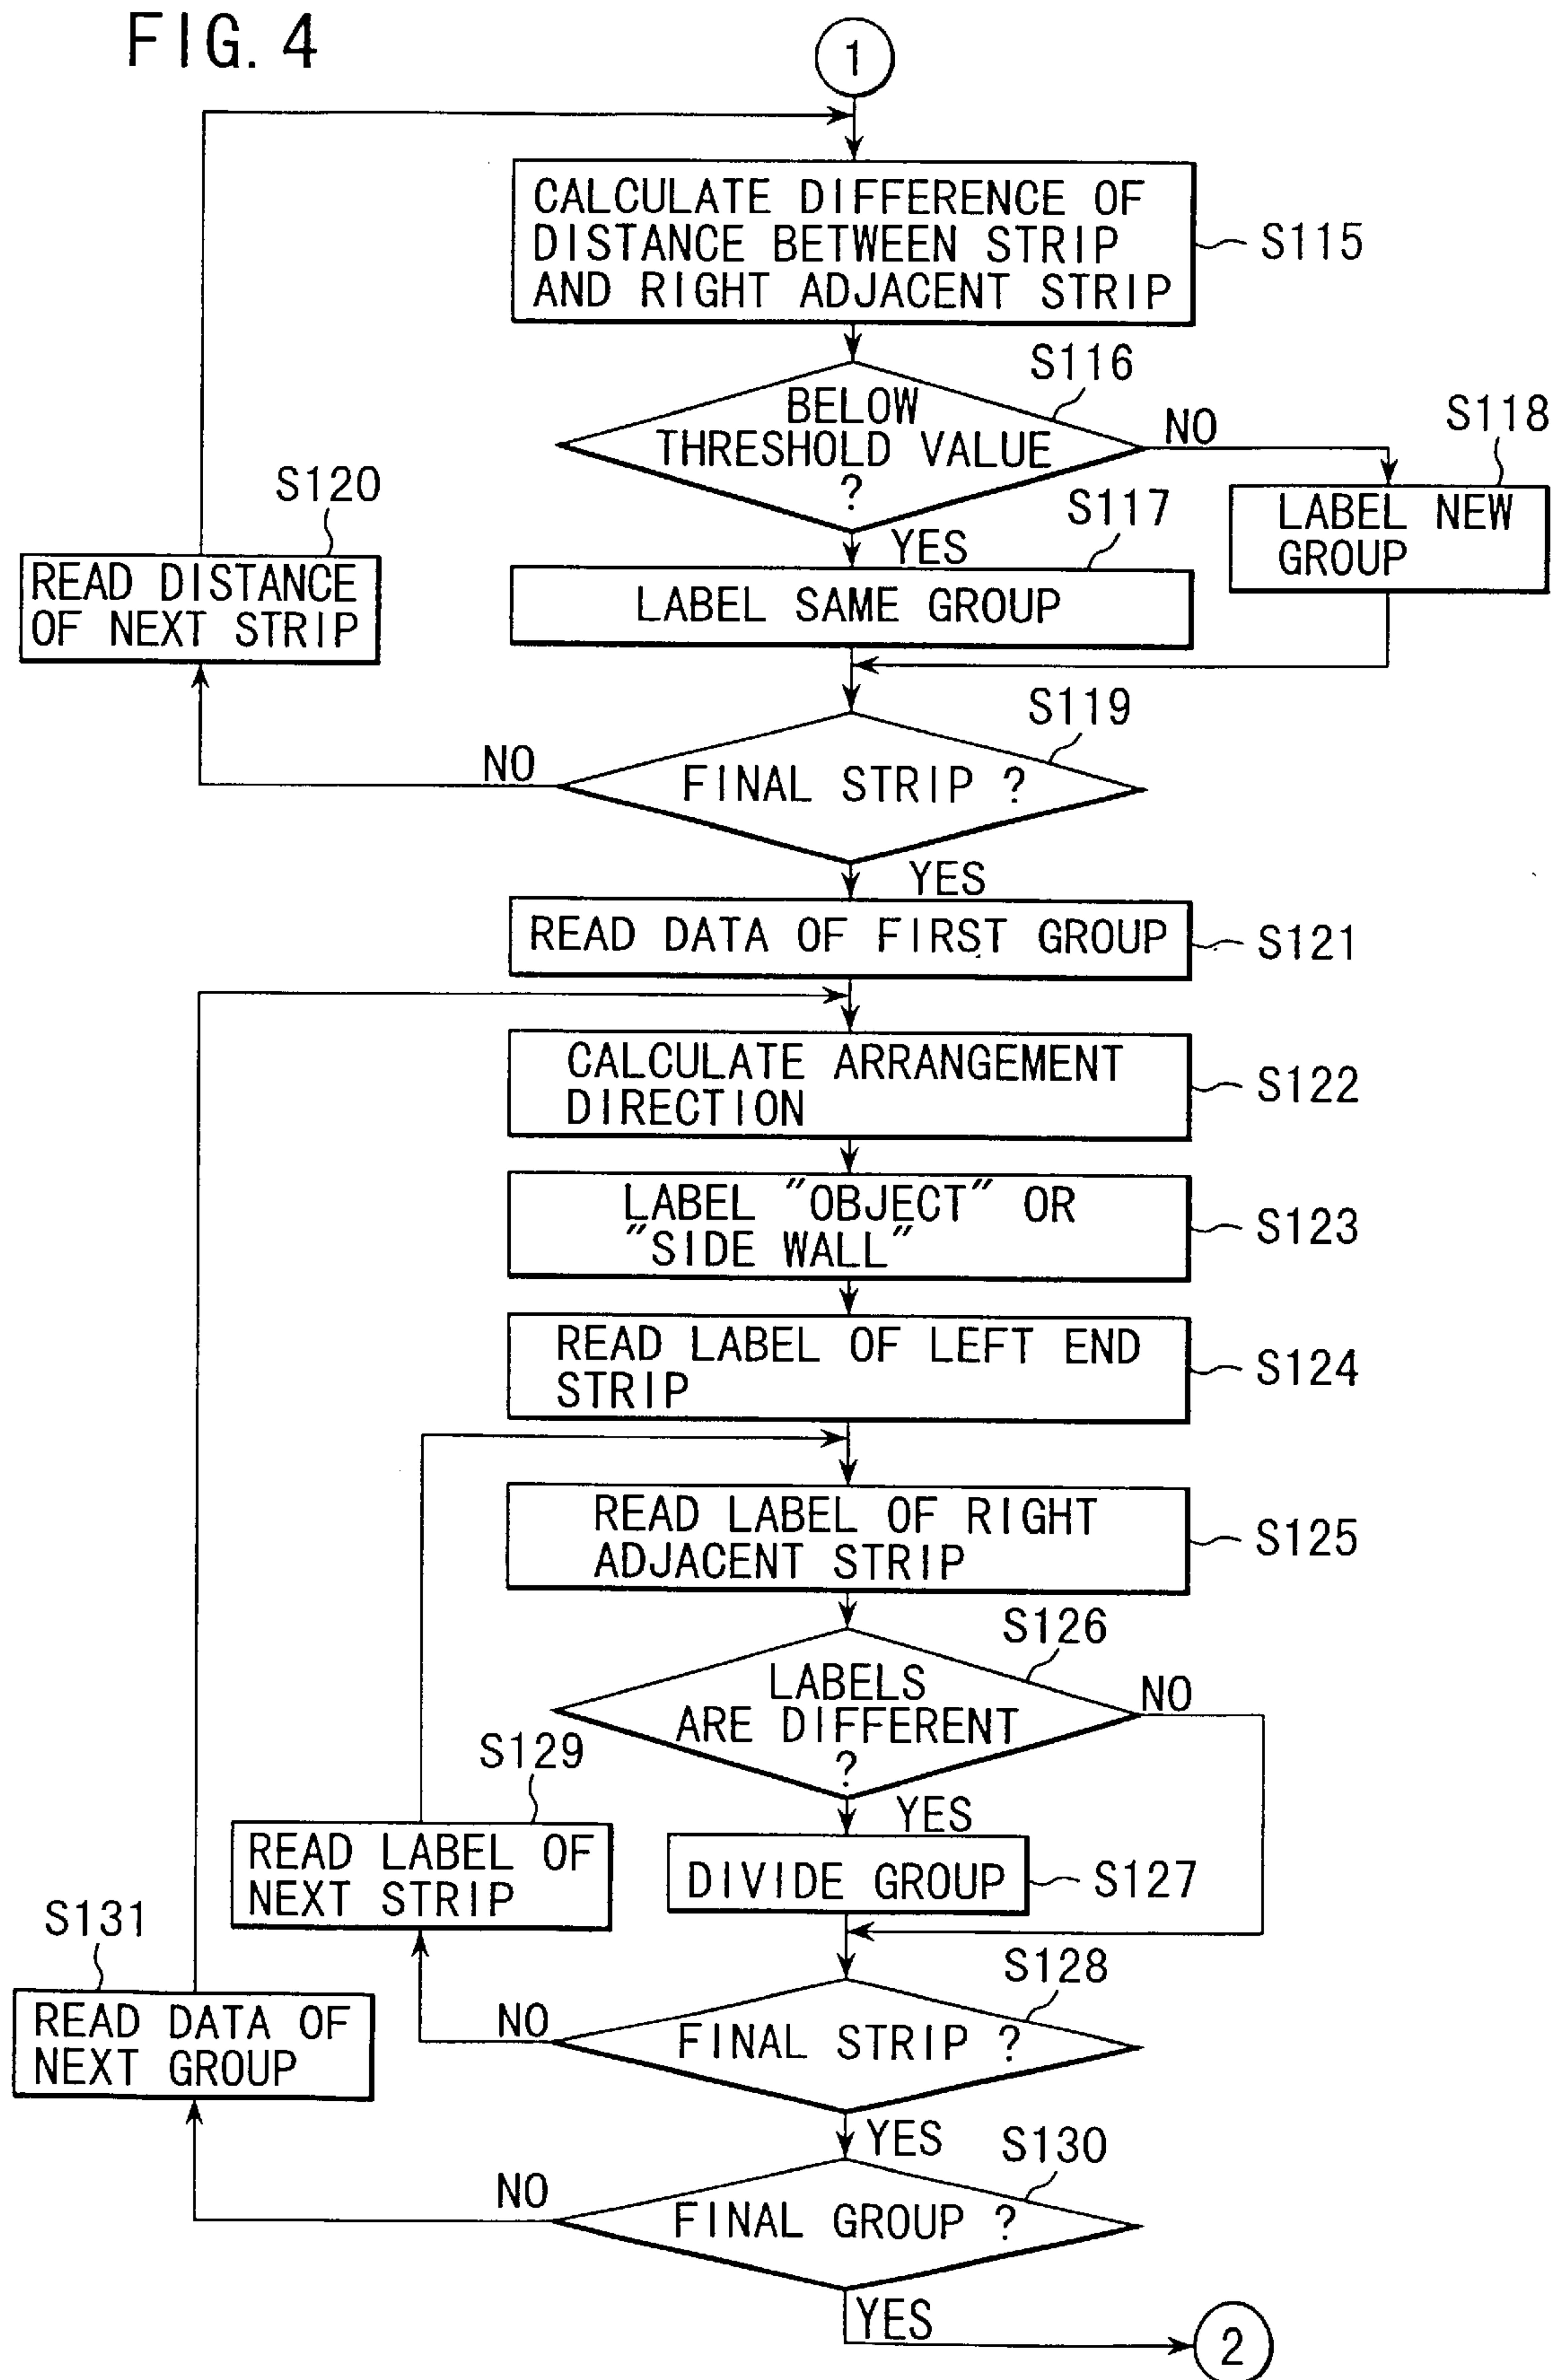 FIG. 4
1
CALCULATE DIFFERENCE OF
DISTANCE BETWEEN STRIP
AND RIGHT ADJACENT STRIP
S115
S116
BELOW
THRESHOLD VALUE
?
NO
S118
LABEL NEW
GROUP
S120
READ DISTANCE
OF NEXT STRIP
YES
S117
LABEL SAME GROUP
S119
NO
FINAL STRIP ?
YES
READ DATA OF FIRST GROUP
S121
CALCULATE ARRANGEMENT
DIRECTION
S122
LABEL "OBJECT" OR
"SIDE WALL"
S123
READ LABEL OF LEFT END
STRIP
S124
READ LABEL OF RIGHT
ADJACENT STRIP
S125
S126
LABELS
ARE DIFFERENT
?
NO
S129
READ LABEL OF
NEXT STRIP
YES
DIVIDE GROUP
S127
S131
READ DATA OF
NEXT GROUP
S128
NO
FINAL STRIP ?
YES
S130
NO
FINAL GROUP ?
YES
2